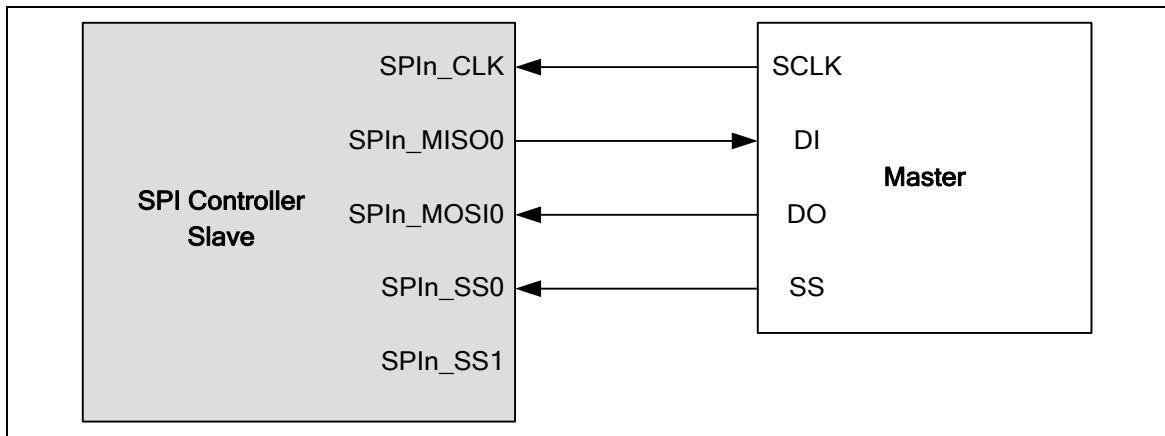 SPIn_CLK
SCLK
SPIn_MISO0
DI
Master
SPI Controller
Slave
SPIn_MOSI0
DO
SPIn_SS0
SS
SPIn_SS1